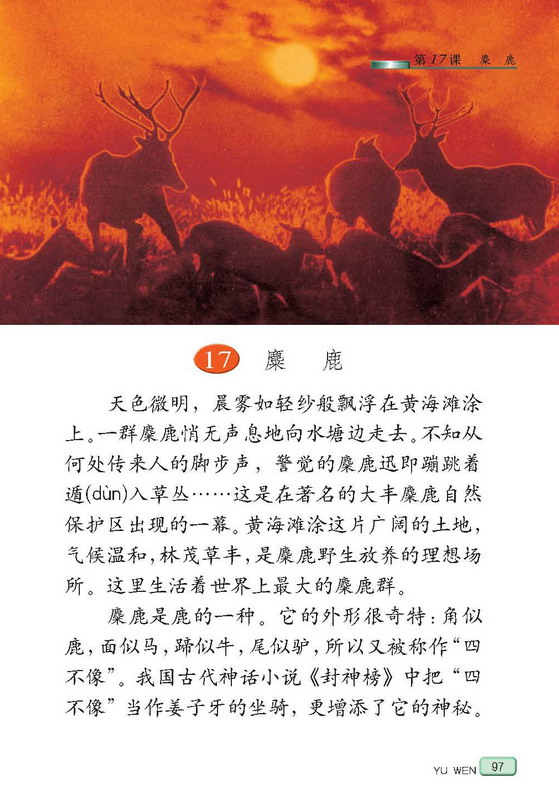 第17课 麋 鹿
17 麋 鹿
天色微明，晨雾如轻纱般飘浮在黄海滩涂
上。一群麋鹿悄无声息地向水塘边走去。不知从
何处传来人的脚步声，警觉的麋鹿迅即蹦跳着
遁(dùn)入草丛……这是在著名的大丰麋鹿自然
保护区出现的一幕。黄海滩涂这片广阔的土地，
气候温和，林茂草丰，是麋鹿野生放养的理想场
所。这里生活着世界上最大的麋鹿群。
麋鹿是鹿的一种。它的外形很奇特：角似
鹿，面似马，蹄似牛，尾似驴，所以又被称作“四
不像”。我国古代神话小说《封神榜》中把“四
不像”当作姜子牙的坐骑，更增添了它的神秘。
YU WEN 97